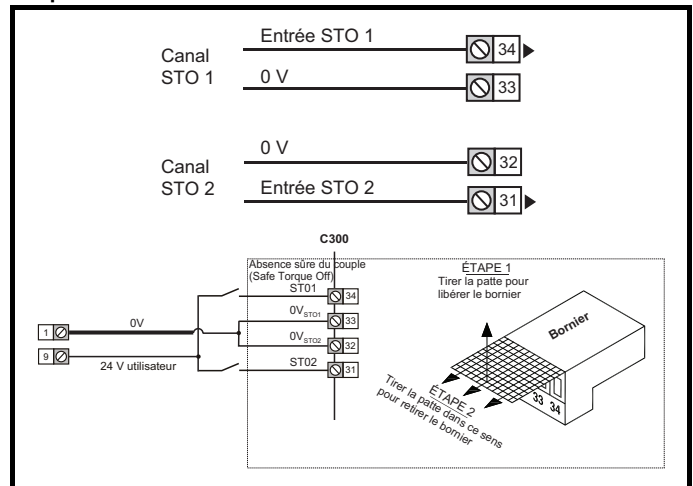 Canal
STO 1
Entrée STO 1
34
0 V
33
Canal
STO 2
0 V
32
Entrée STO 2
31
C300
Absence sûre du couple
(Safe Torque Off)
ST01
34
0V STO1
33
0V STO2
32
ST02
31
1
0V
9
24 V utilisateur
ÉTAPE 1
Tirer la patte pour
libérer le bornier
Bornier
33 34
ÉTAPE 2
Tirer la patte dans ce sens
pour retirer le bornier